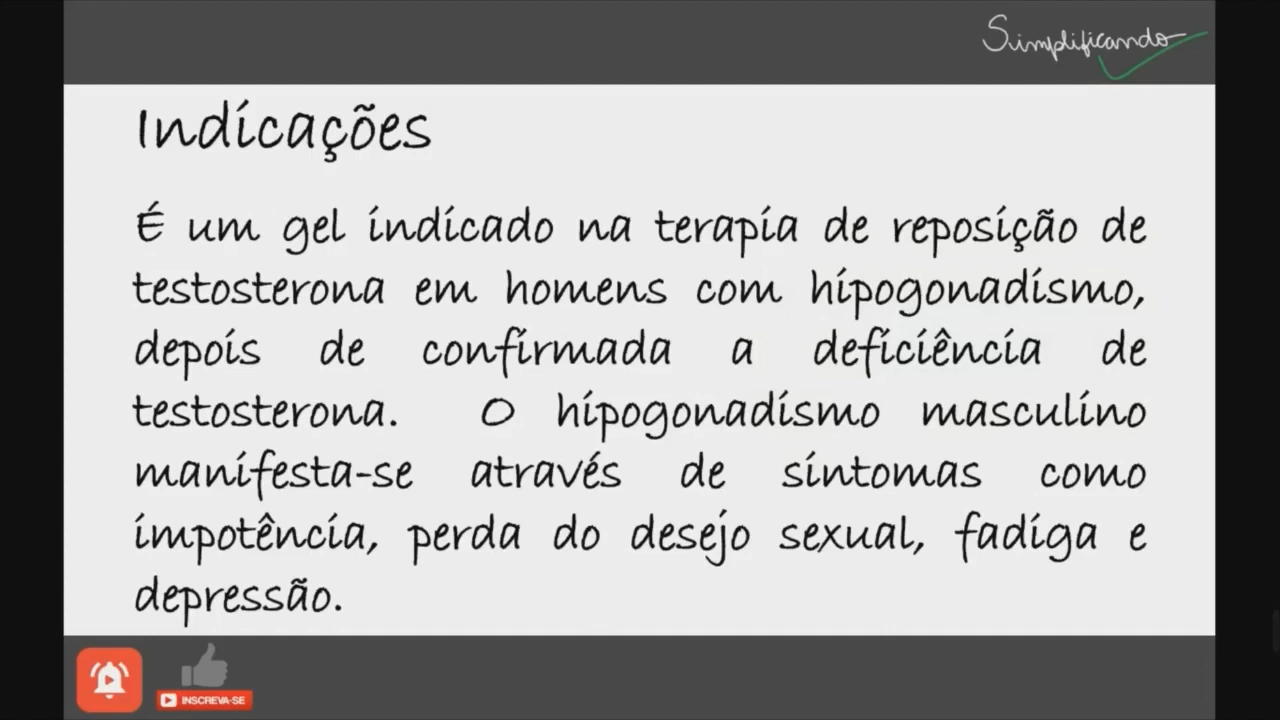 Simplificando
Indicações
É um gel indicado na terapia de reposição de
testosterona em homens com hipogonadismo,
depois de confirmada a deficiência de
testosterona. O hipogonadismo masculino
manifesta-se através de síntomas como
impotência, perda do desejo sexual, fadiga e
depressão.
INSCREVA-SE